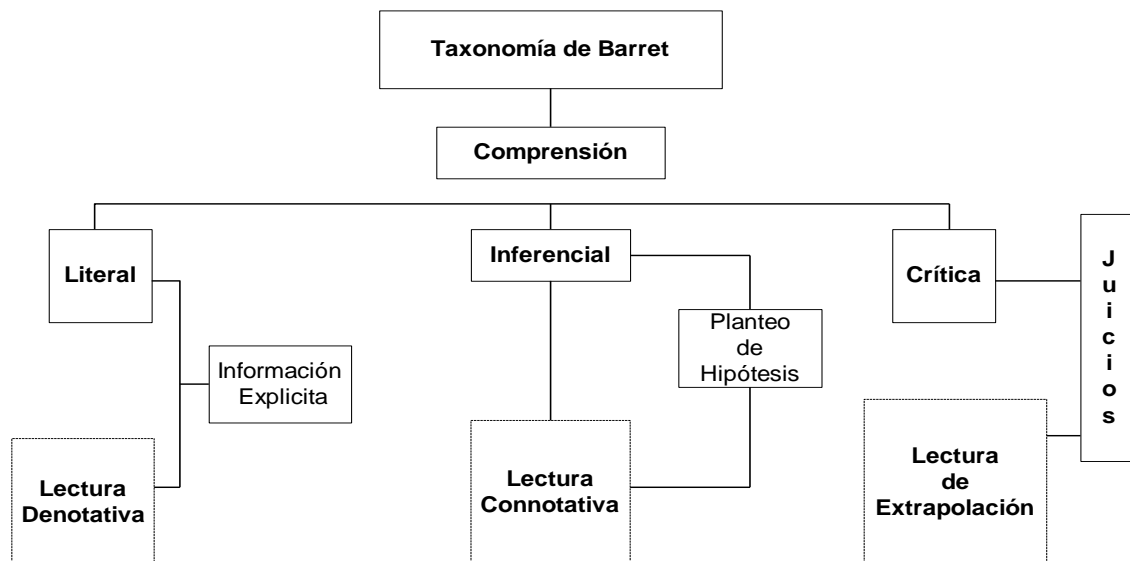 Taxonomía de Barret
Comprensión
Literal
Inferencial
Crítica
Juicios
Información
Explicita
Planteo
de
Hipótesis
Lectura
Denotativa
Lectura
Connotativa
Lectura
de
Extrapolación